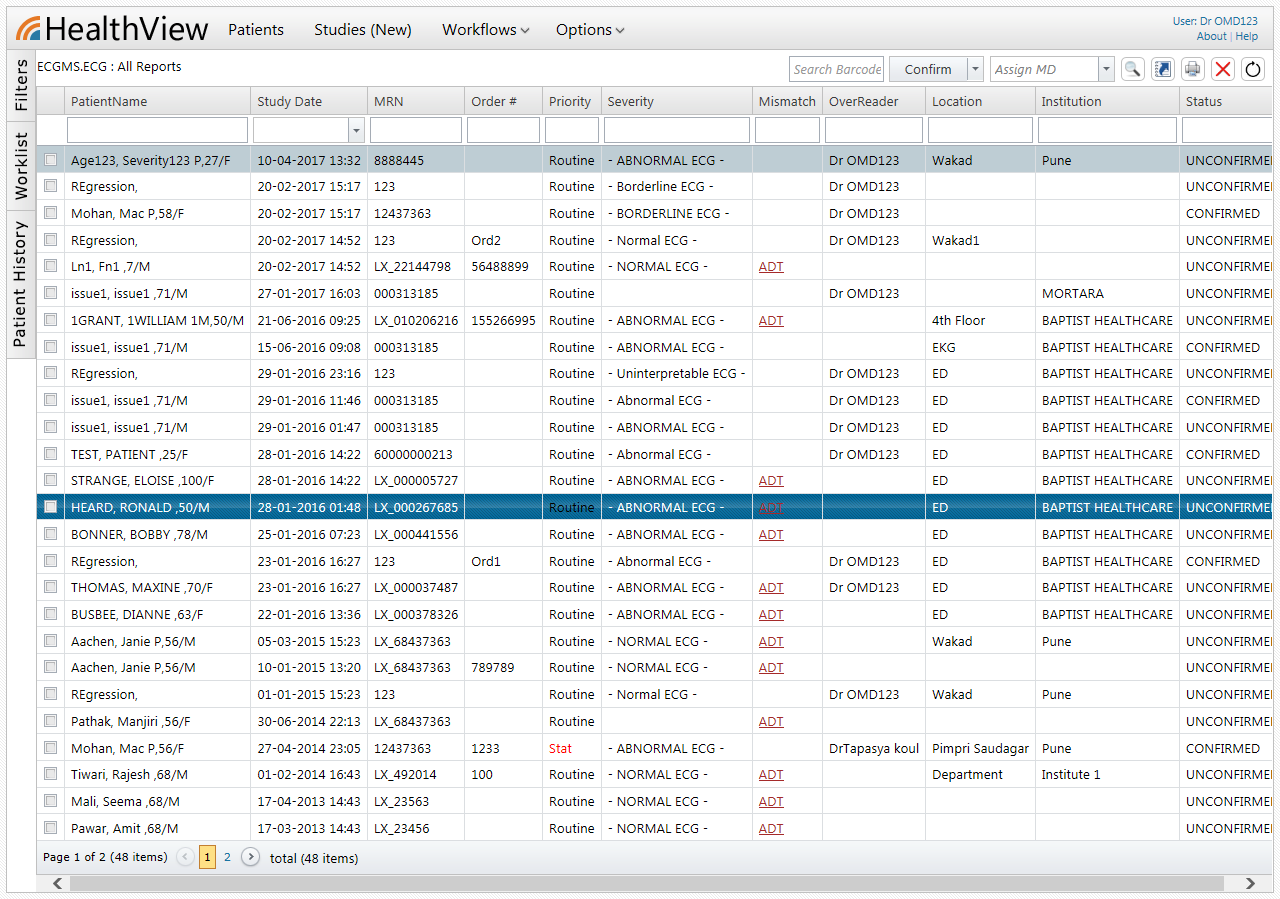 HealthView Patients Studies (New) Workflows Options
User: Dr OMD123
About | Help
Filters
Worklist
Patient History
ECGMS.ECG : All Reports
Search Barcode Confirm Assign MD
PatientName Study Date MRN Order # Priority Severity Mismatch OverReader Location Institution Status
Age123, Severity123 P,27/F 10-04-2017 13:32 8888445 Routine - ABNORMAL ECG - Dr OMD123 Wakad Pune UNCONFIRME
REgression, 20-02-2017 15:17 123 Routine - Borderline ECG - Dr OMD123 UNCONFIRME
Mohan, Mac P,58/F 20-02-2017 15:17 12437363 Routine - BORDERLINE ECG - Dr OMD123 CONFIRMED
REgression, 20-02-2017 14:52 123 Ord2 Routine - Normal ECG - Dr OMD123 Wakad1 UNCONFIRME
Ln1, Fn1 ,7/M 20-02-2017 14:52 LX_22144798 56488899 Routine - NORMAL ECG - ADT UNCONFIRME
issue1, issue1 ,71/M 27-01-2017 16:03 000313185 Routine Dr OMD123 MORTARA UNCONFIRME
1GRANT, 1WILLIAM 1M,50/M 21-06-2016 09:25 LX_010206216 155266995 Routine - ABNORMAL ECG - ADT 4th Floor BAPTIST HEALTHCARE UNCONFIRME
issue1, issue1 ,71/M 15-06-2016 09:08 000313185 Routine - ABNORMAL ECG - EKG BAPTIST HEALTHCARE CONFIRMED
REgression, 29-01-2016 23:16 123 Routine - Uninterpretable ECG - Dr OMD123 ED BAPTIST HEALTHCARE UNCONFIRME
issue1, issue1 ,71/M 29-01-2016 11:46 000313185 Routine - Abnormal ECG - Dr OMD123 ED BAPTIST HEALTHCARE CONFIRMED
issue1, issue1 ,71/M 29-01-2016 01:47 000313185 Routine - ABNORMAL ECG - Dr OMD123 ED BAPTIST HEALTHCARE UNCONFIRME
TEST, PATIENT ,25/F 28-01-2016 14:22 60000000213 Routine - Abnormal ECG - Dr OMD123 ED BAPTIST HEALTHCARE CONFIRMED
STRANGE, ELOISE ,100/F 28-01-2016 14:22 LX_000005727 Routine - ABNORMAL ECG - ADT ED BAPTIST HEALTHCARE UNCONFIRME
HEARD, RONALD ,50/M 28-01-2016 01:48 LX_000267685 Routine - ABNORMAL ECG - ADT ED BAPTIST HEALTHCARE UNCONFIRME
BONNER, BOBBY ,78/M 25-01-2016 07:23 LX_000441556 Routine - ABNORMAL ECG - ADT ED BAPTIST HEALTHCARE UNCONFIRME
REgression, 23-01-2016 16:27 123 Ord1 Routine - Abnormal ECG - Dr OMD123 ED BAPTIST HEALTHCARE CONFIRMED
THOMAS, MAXINE ,70/F 23-01-2016 16:27 LX_000037487 Routine - ABNORMAL ECG - ADT Dr OMD123 ED BAPTIST HEALTHCARE UNCONFIRME
BUSBEE, DIANNE ,63/F 22-01-2016 13:36 LX_000378326 Routine - ABNORMAL ECG - ADT ED BAPTIST HEALTHCARE UNCONFIRME
Aachen, Janie P,56/M 05-03-2015 15:23 LX_68437363 Routine - NORMAL ECG - ADT Wakad Pune UNCONFIRME
Aachen, Janie P,56/M 10-01-2015 13:20 LX_68437363 789789 Routine - NORMAL ECG - ADT UNCONFIRME
REgression, 01-01-2015 15:23 123 Routine - Normal ECG - Dr OMD123 Wakad Pune UNCONFIRME
Pathak, Manjiri ,56/F 30-06-2014 22:13 LX_68437363 Routine ADT UNCONFIRME
Mohan, Mac P,56/F 27-04-2014 23:05 12437363 1233 Stat - ABNORMAL ECG - DrTapasya koul Pimpri Saudagar Pune CONFIRMED
Tiwari, Rajesh ,68/M 01-02-2014 16:43 LX_492014 100 Routine - NORMAL ECG - ADT Department Institute 1 UNCONFIRME
Mali, Seema ,68/M 17-04-2013 14:43 LX_23563 Routine - NORMAL ECG - ADT UNCONFIRME
Pawar, Amit ,68/M 17-03-2013 14:43 LX_23456 Routine - NORMAL ECG - ADT UNCONFIRME
Page 1 of 2 (48 items) 1 2 total (48 items)